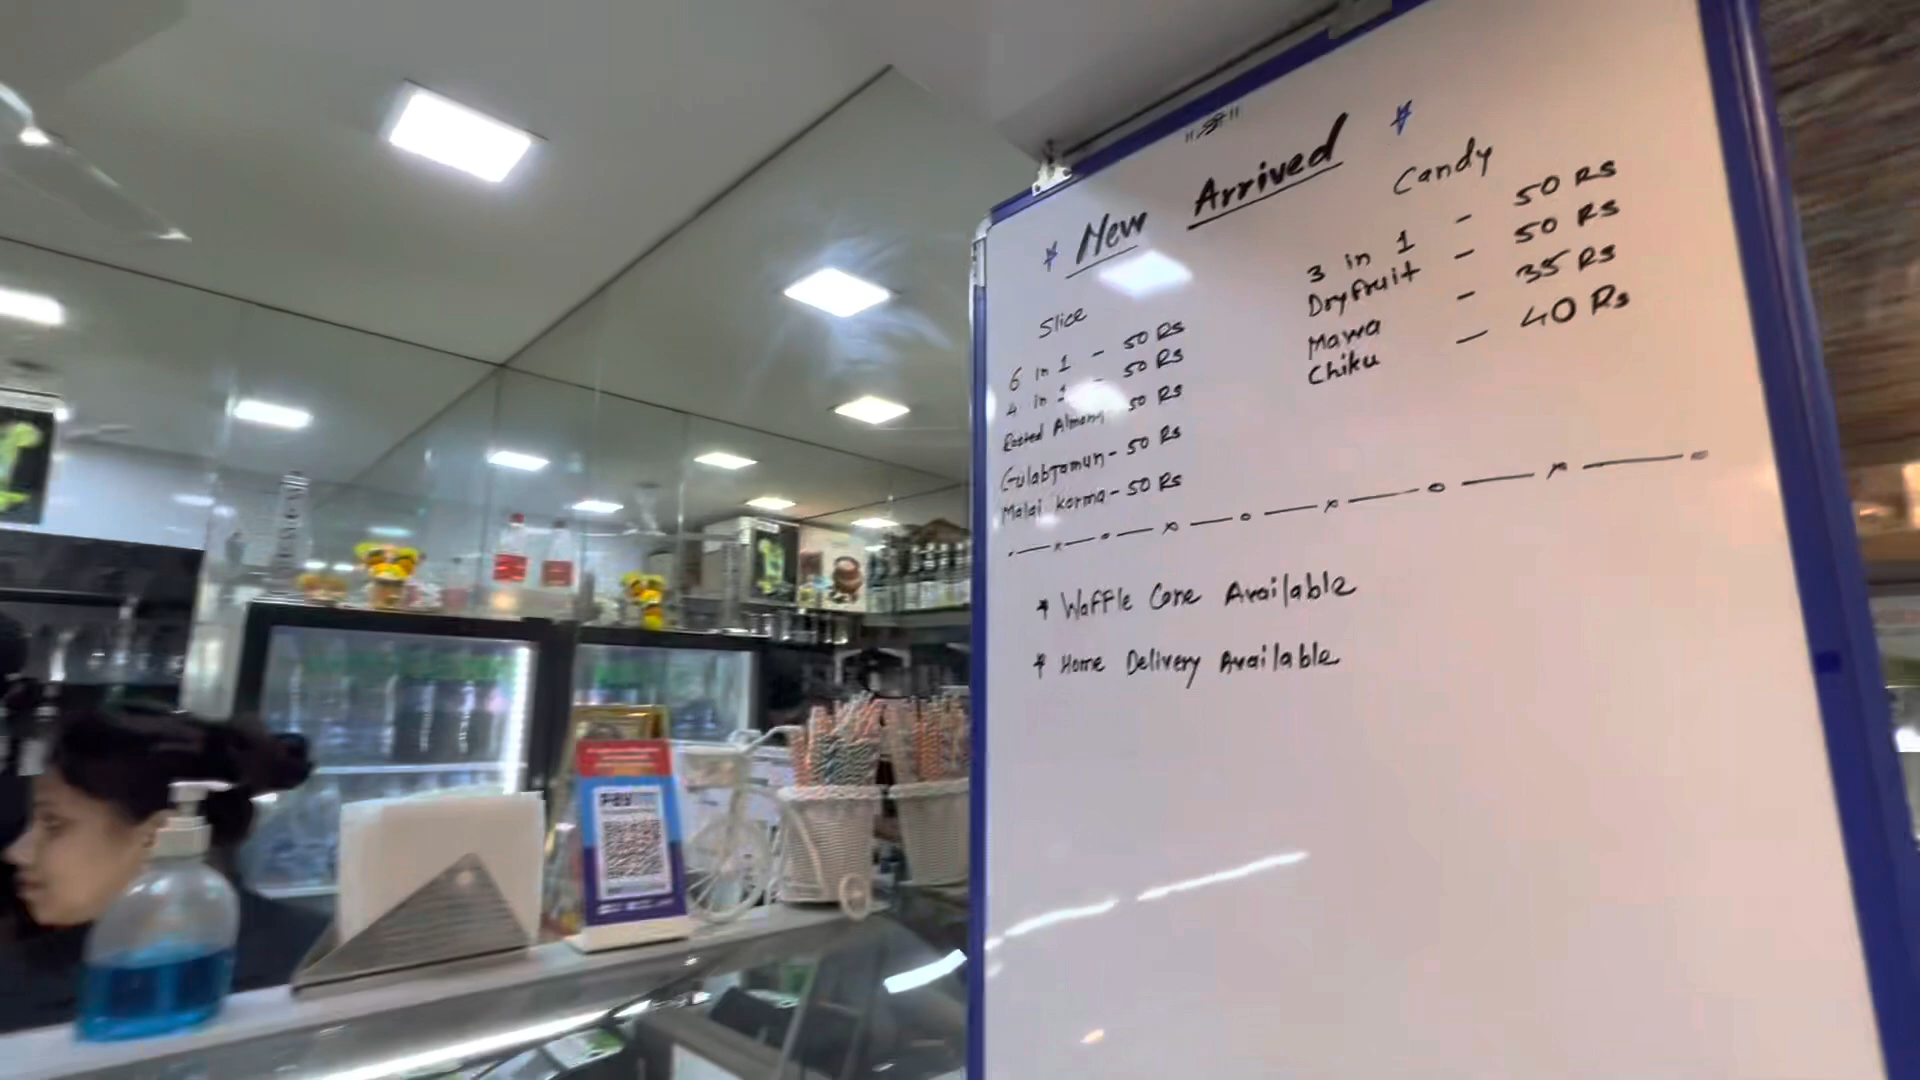 New Arrived
Slice
6 in 1 - 50 Rs
4 in 1 - 50 Rs
Rosted Almond 50 Rs
Gulabjamun - 50 Rs
Malai korma - 50 Rs
Candy
3 in 1 - 50 Rs
Dryfruit - 50 Rs
Mawa - 35 Rs
Chiku - 40 Rs
* Waffle Cone Available
* Home Delivery Available